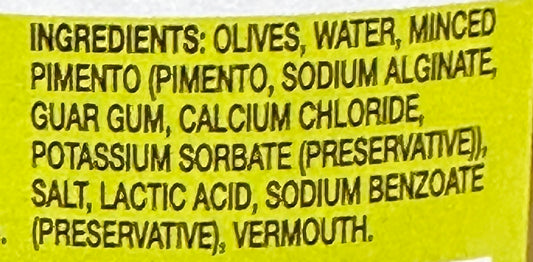 INGREDIENTS: OLIVES, WATER, MINCED
PIMENTO (PIMENTO, SODIUM ALGINATE,
GUAR GUM, CALCIUM CHLORIDE,
POTASSIUM SORBATE (PRESERVATIVE)),
SALT, LACTIC ACID, SODIUM BENZOATE
(PRESERVATIVE), VERMOUTH.